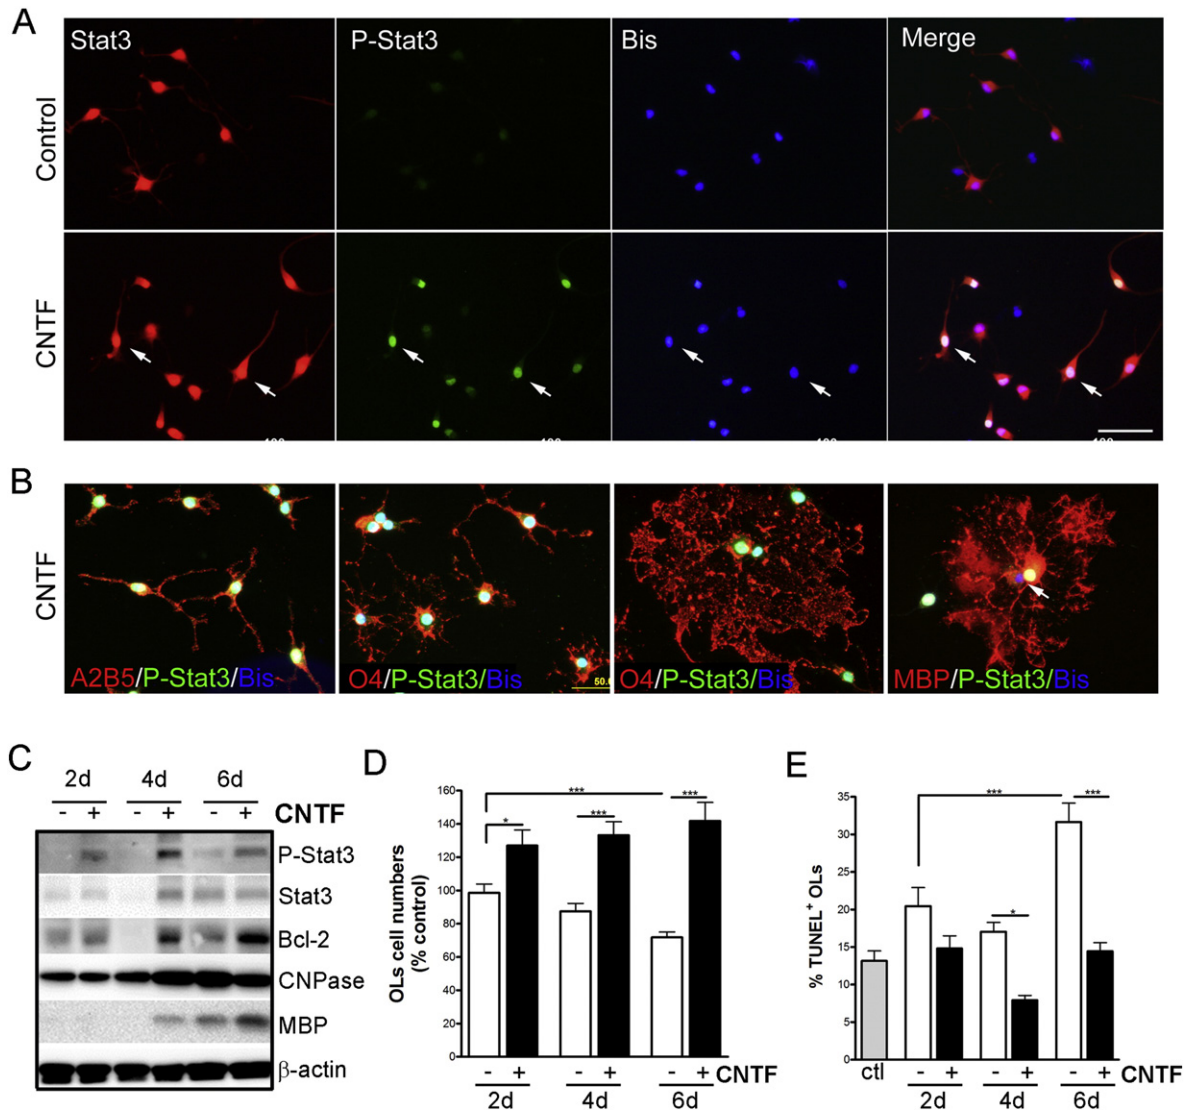 A
Stat3 P-Stat3 Bis Merge
Control
CNTF
B
CNTF
A2B5/P-Stat3/Bis O4/P-Stat3/Bis O4/P-Stat3/Bis MBP/P-Stat3/Bis
C
2d 4d 6d
- + - + - + CNTF
P-Stat3
Stat3
Bcl-2
CNPase
MBP
β-actin
D
OLs cell numbers
(% control)
160
140
120
100
80
60
40
20
0
*
***
***
***
- + - + - + CNTF
2d 4d 6d
E
% TUNEL⁺ OLs
35
30
25
20
15
10
5
0
***
*
***
ctl - + - + - + CNTF
2d 4d 6d